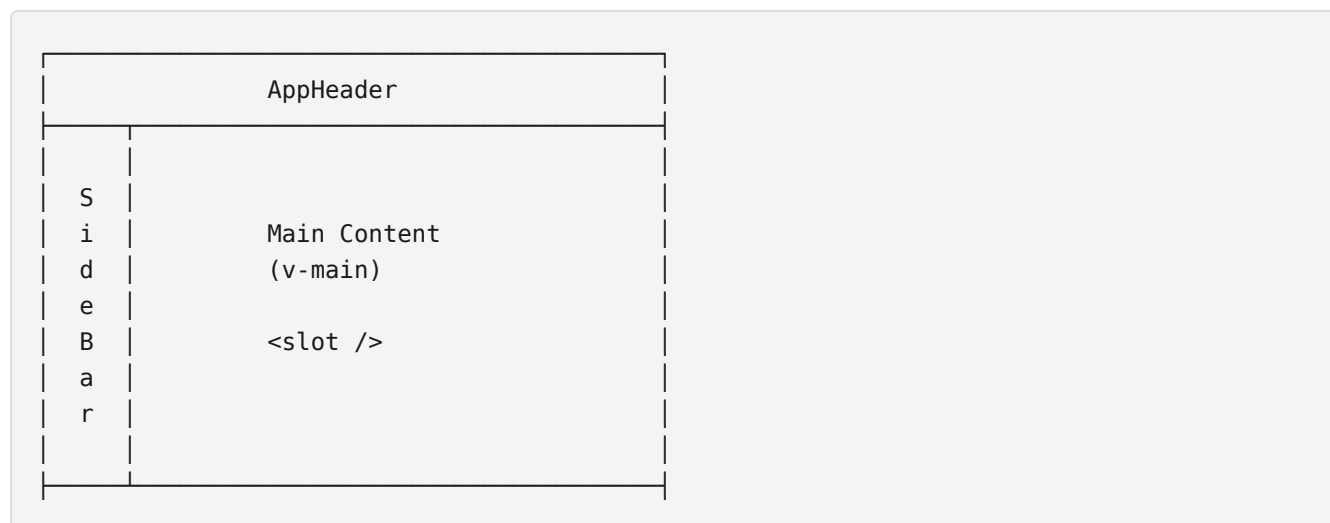 AppHeader
S
i Main Content
d (v-main)
e
B <slot />
a
r